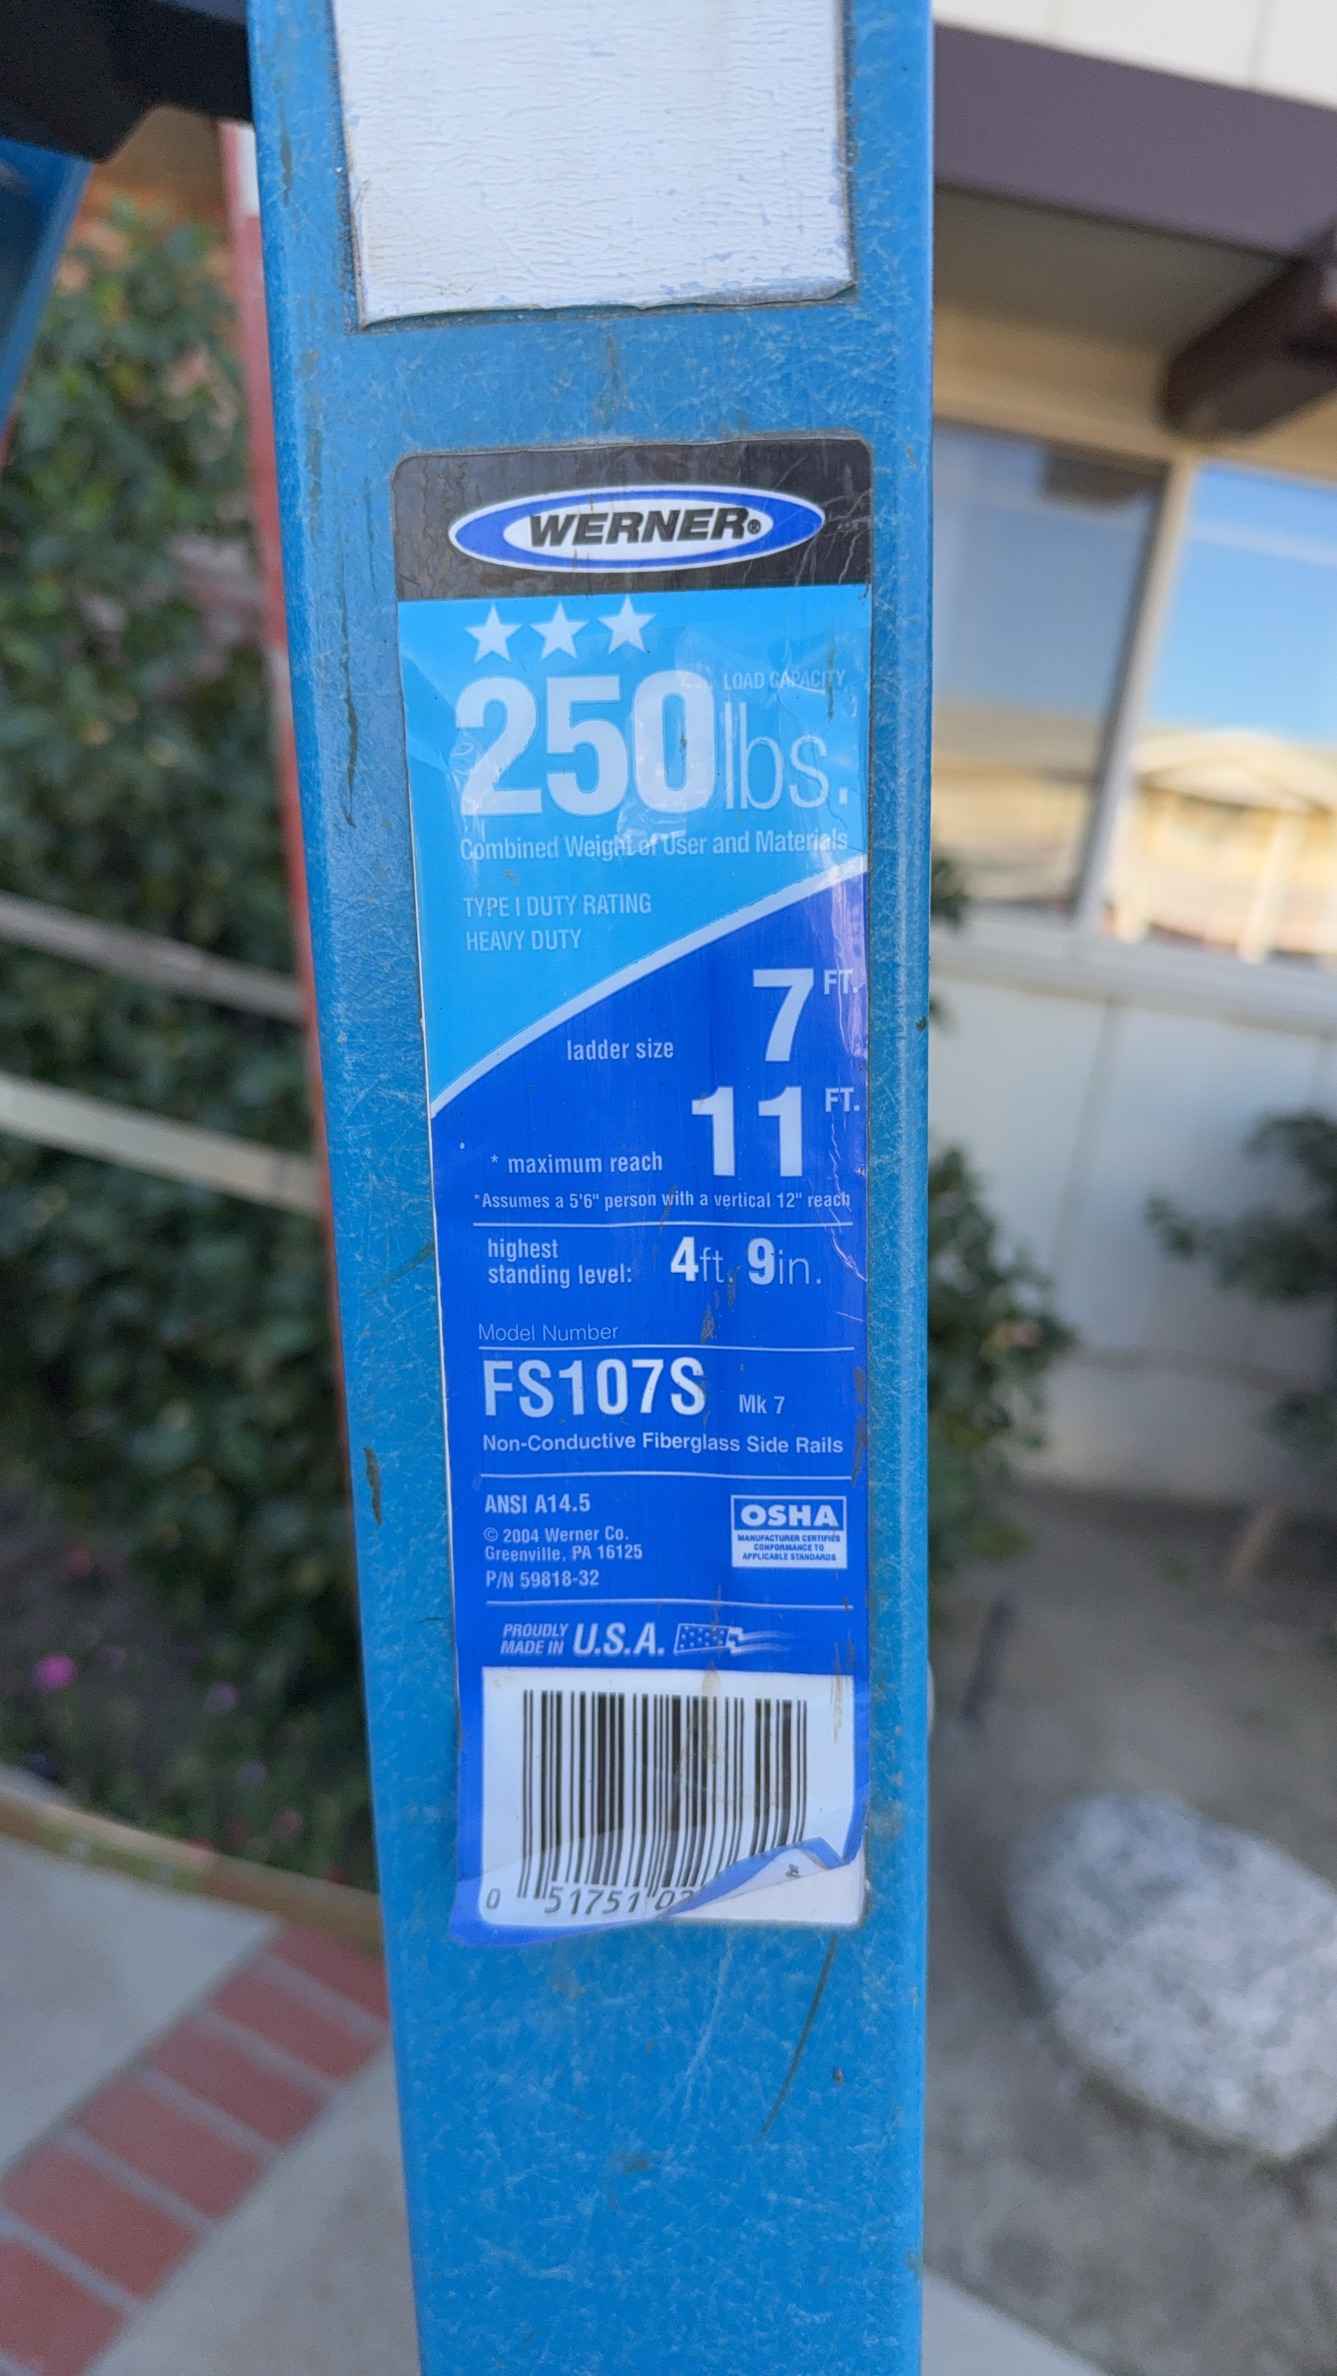 WERNER®
LOAD CAPACITY
250 lbs.
Combined Weight of User and Materials
TYPE I DUTY RATING
HEAVY DUTY
ladder size 7 FT.
* maximum reach 11 FT.
*Assumes a 5'6" person with a vertical 12" reach
highest
standing level: 4ft. 9in.
Model Number
FS107S Mk 7
Non-Conductive Fiberglass Side Rails
ANSI A14.5
© 2004 Werner Co.
Greenville, PA 16125
P/N 59818-32
OSHA
MANUFACTURER CERTIFIES
CONFORMANCE TO
APPLICABLE STANDARDS
PROUDLY
MADE IN U.S.A.
0 51751 0